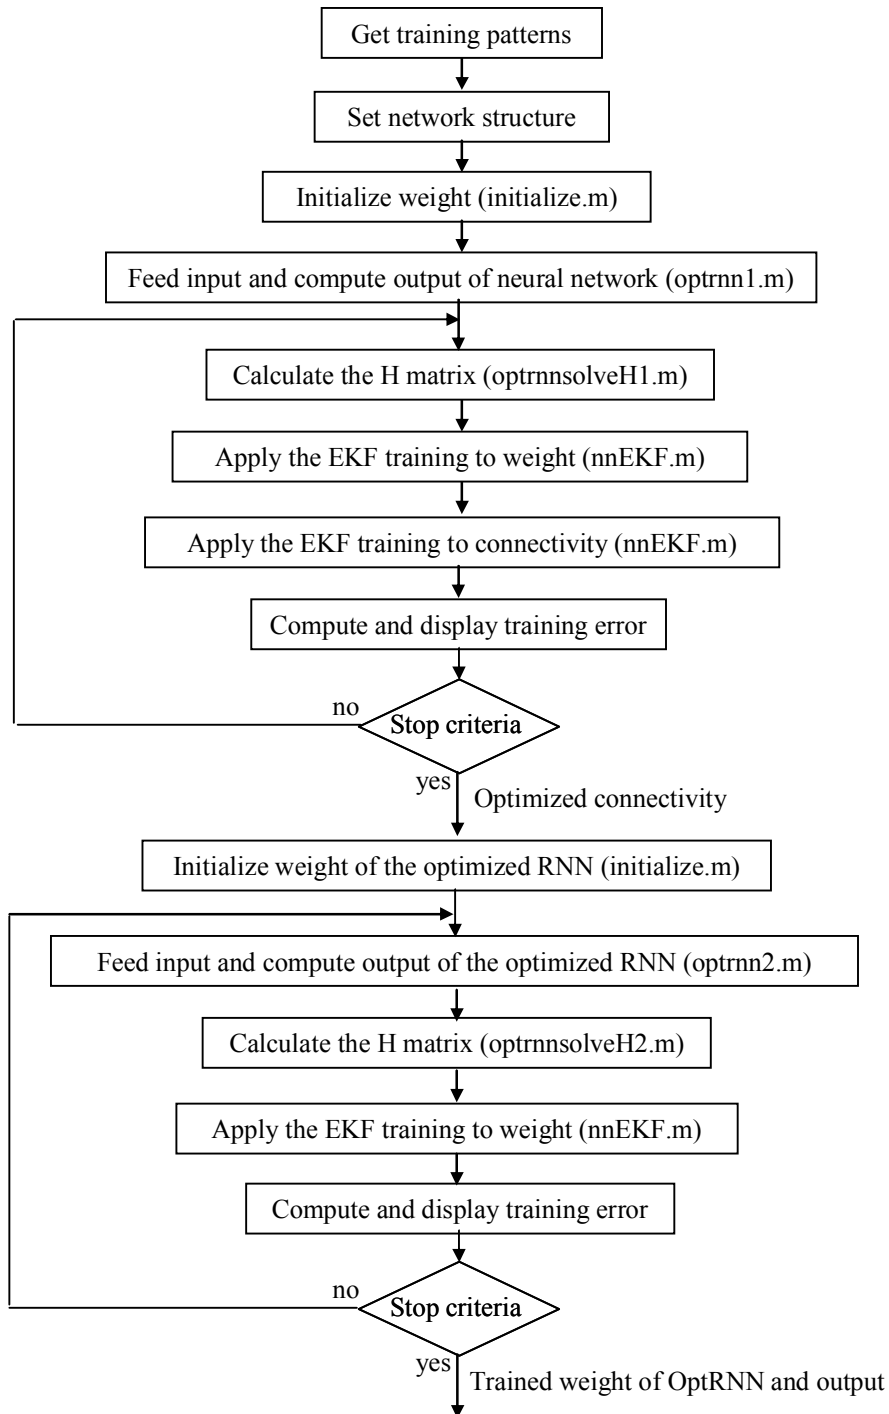 Get training patterns
Set network structure
Initialize weight (initialize.m)
Feed input and compute output of neural network (optrnn1.m)
Calculate the H matrix (optrnnsolveH1.m)
Apply the EKF training to weight (nnEKF.m)
Apply the EKF training to connectivity (nnEKF.m)
Compute and display training error
no
Stop criteria
yes
Optimized connectivity
Initialize weight of the optimized RNN (initialize.m)
Feed input and compute output of the optimized RNN (optrnn2.m)
Calculate the H matrix (optrnnsolveH2.m)
Apply the EKF training to weight (nnEKF.m)
Compute and display training error
no
Stop criteria
yes
Trained weight of OptRNN and output